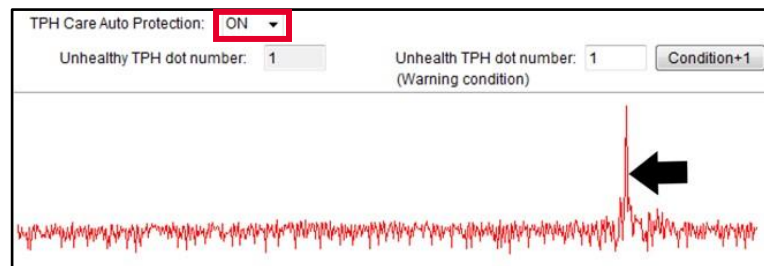 TPH Care Auto Protection: ON
Unhealthy TPH dot number: 1 Unhealth TPH dot number: 1 Condition+1
(Warning condition)